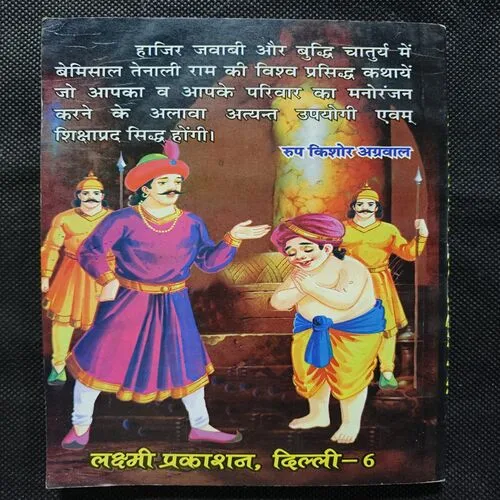 हाजिर जवाबी और बुद्धि चातुर्य में
बेमिसाल तेनाली राम की विश्व प्रसिद्ध कथायें
जो आपका व आपके परिवार का मनोरंजन
करने के अलावा अत्यन्त उपयोगी एवम्
शिक्षाप्रद सिद्ध होंगी।
रुप किशोर अग्रवाल
लक्ष्मी प्रकाशन, दिल्ली-6